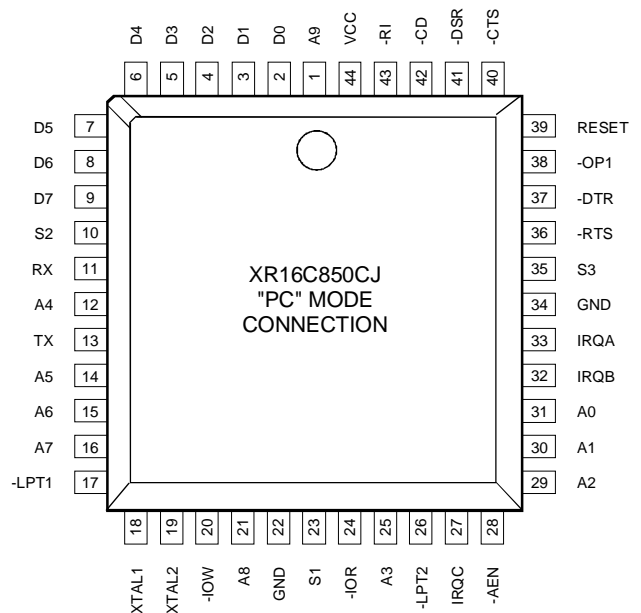 D4 D3 D2 D1 D0 A9 VCC -RI -CD -DSR -CTS
6 5 4 3 2 1 44 43 42 41 40
D5 7 39 RESET
D6 8 38 -OP1
D7 9 37 -DTR
S2 10 36 -RTS
RX 11 35 S3
XR16C850CJ
A4 12 34 GND
"PC" MODE
CONNECTION
TX 13 33 IRQA
A5 14 32 IRQB
A6 15 31 A0
A7 16 30 A1
-LPT1 17 29 A2
18 19 20 21 22 23 24 25 26 27 28
XTAL1 XTAL2 -IOW A8 GND S1 -IOR A3 -LPT2 IRQC -AEN